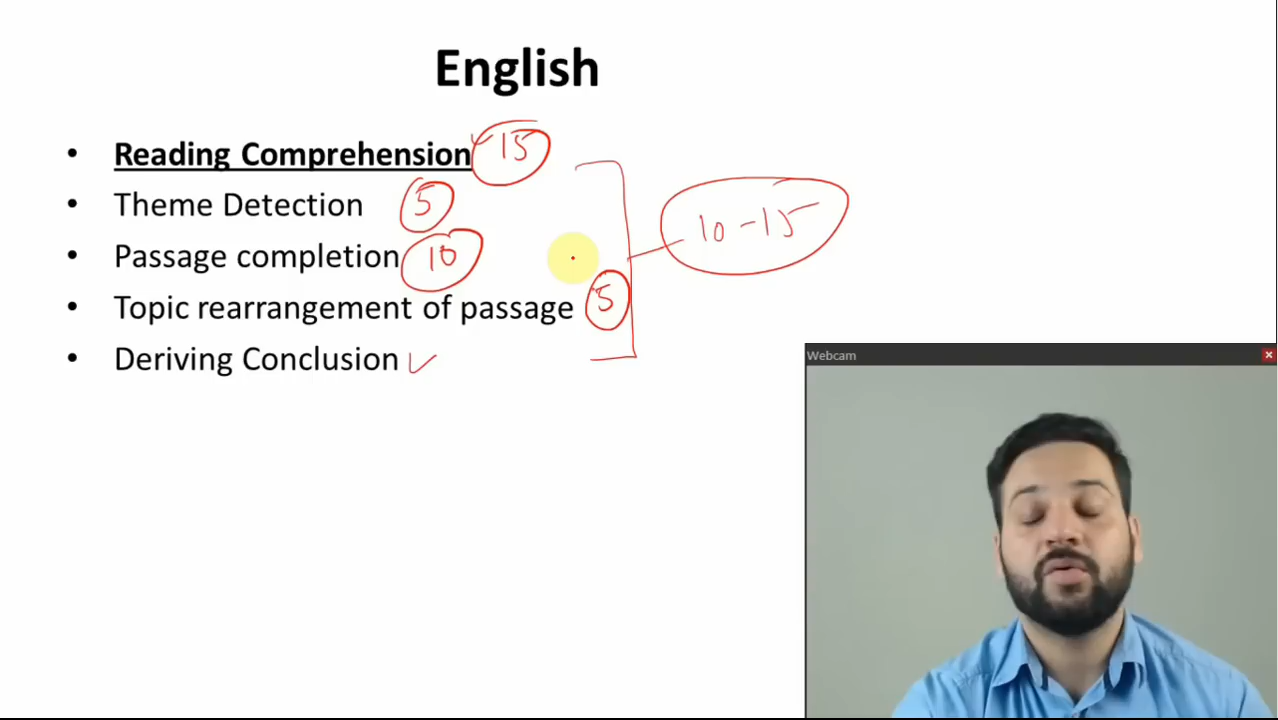 English
• Reading Comprehension 15
• Theme Detection 5
• Passage completion 10
10-15
• Topic rearrangement of passage 5
• Deriving Conclusion ✓
Webcam